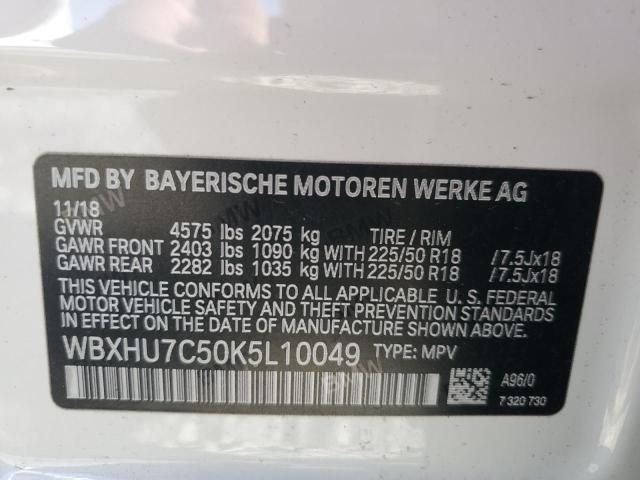 MFD BY BAYERISCHE MOTOREN WERKE AG
11/18
GVWR 4575 lbs 2075 kg TIRE / RIM
GAWR FRONT 2403 lbs 1090 kg WITH 225/50 R18 /7.5Jx18
GAWR REAR 2282 lbs 1035 kg WITH 225/50 R18 /7.5Jx18
THIS VEHICLE CONFORMS TO ALL APPLICABLE U. S. FEDERAL
MOTOR VEHICLE SAFETY AND THEFT PREVENTION
STANDARDS IN EFFECT ON THE DATE OF MANUFACTURE SHOWN ABOVE.
WBXHU7C50K5L10049 TYPE: MPV
A96/0
7 320 730